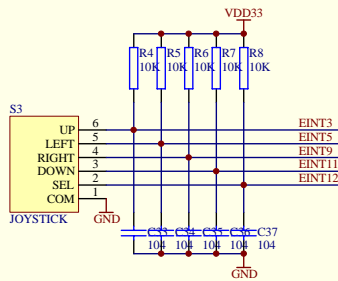 VDD33
R4 R5 R6 R7 R8
10K 10K 10K 10K 10K
S3
UP 6 EINT3
LEFT 5 EINT5
RIGHT 4 EINT9
DOWN 3 EINT11
SEL 2 EINT12
COM 1
JOYSTICK GND
C33 C34 C35 C36 C37
104 104 104 104 104
GND